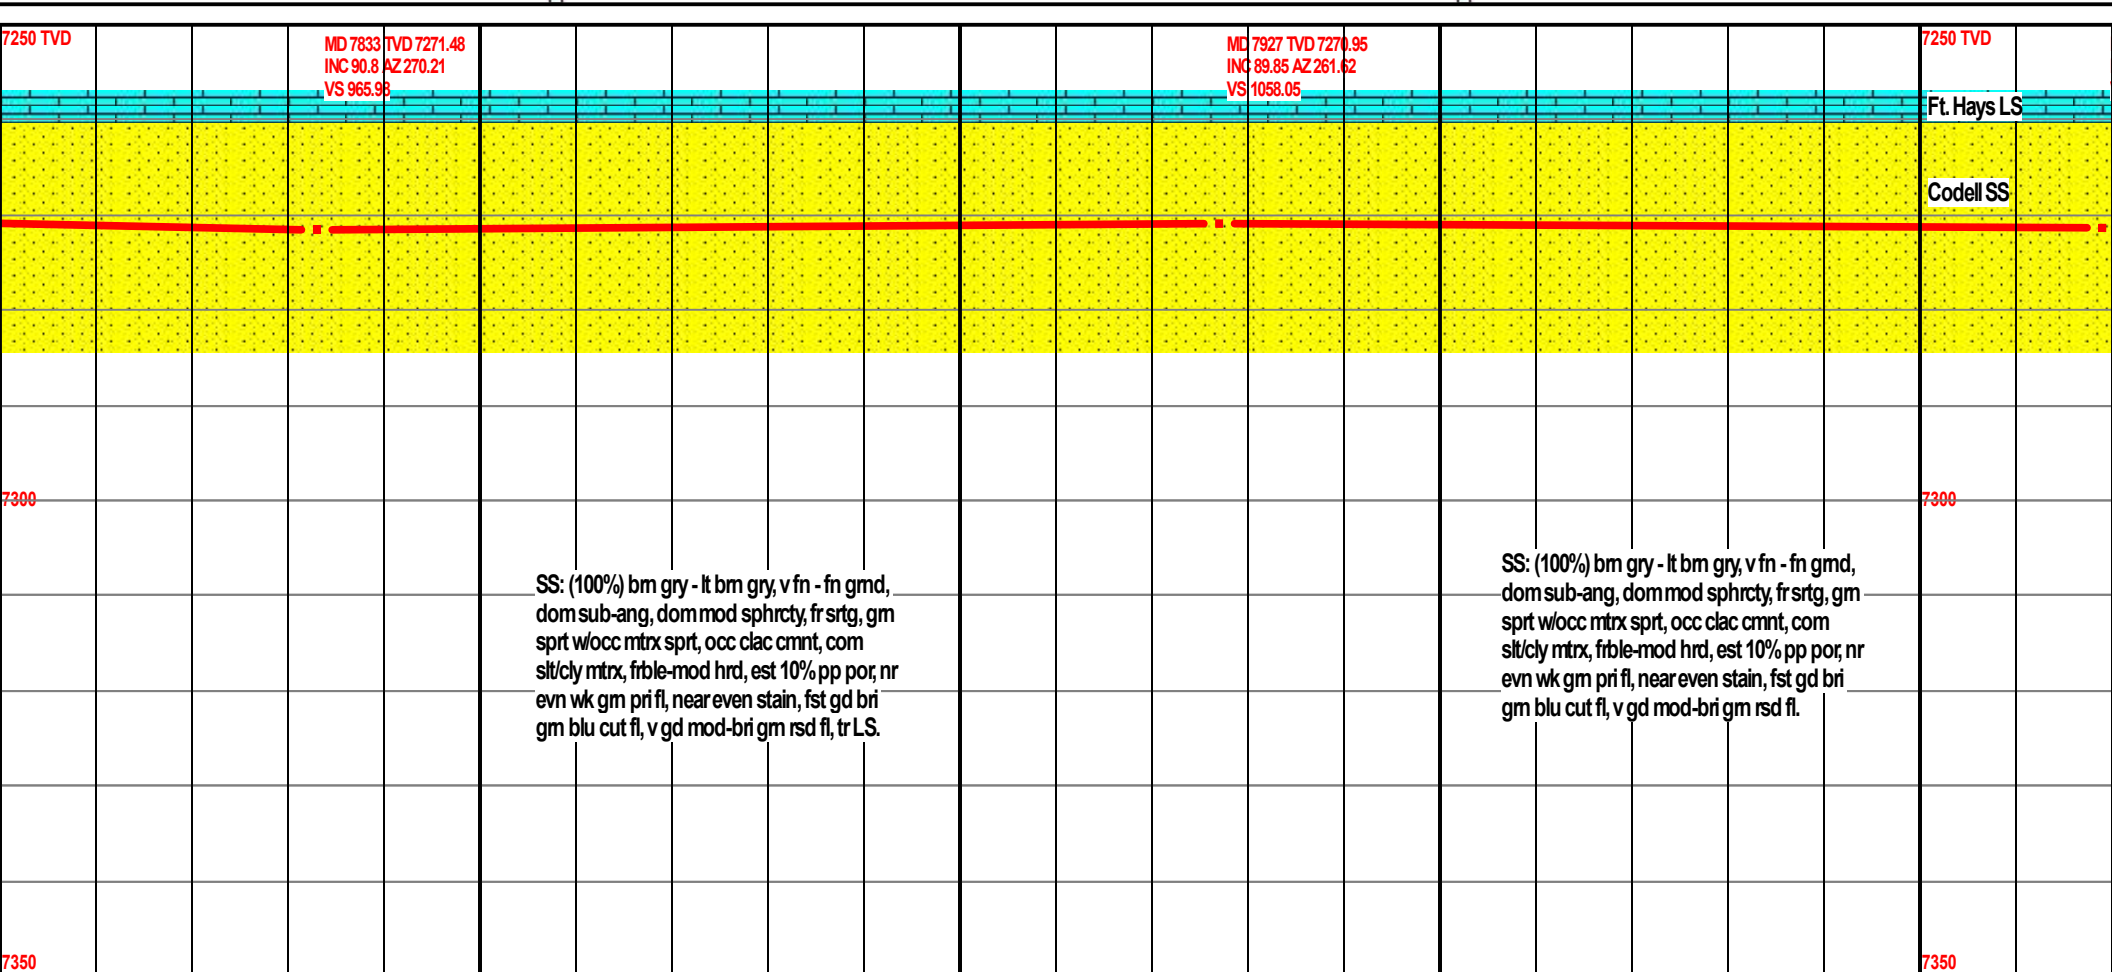 7250 TVD
MD 7833 TVD 7271.48
INC 90.8 AZ 270.21
VS 965.93
MD 7927 TVD 7270.95
INC 89.85 AZ 261.62
VS 1058.05
7250 TVD
Ft. Hays LS
Codell SS
7300
7300
SS: (100%) brn gry - lt brn gry, v fn - fn grnd,
dom sub-ang, dom mod sphrcty, fr srtg, grn
sprt w/occ mtrx sprt, occ clac cmnt, com
slt/cly mtrx, frble-mod hrd, est 10% pp por, nr
evn wk grn pri fl, near even stain, fst gd bri
grn blu cut fl, v gd mod-bri grn rsd fl, tr LS.
SS: (100%) brn gry - lt brn gry, v fn - fn grnd,
dom sub-ang, dom mod sphrcty, fr srtg, grn
sprt w/occ mtrx sprt, occ clac cmnt, com
slt/cly mtrx, frble-mod hrd, est 10% pp por, nr
evn wk grn pri fl, near even stain, fst gd bri
grn blu cut fl, v gd mod-bri grn rsd fl.
7350
7350